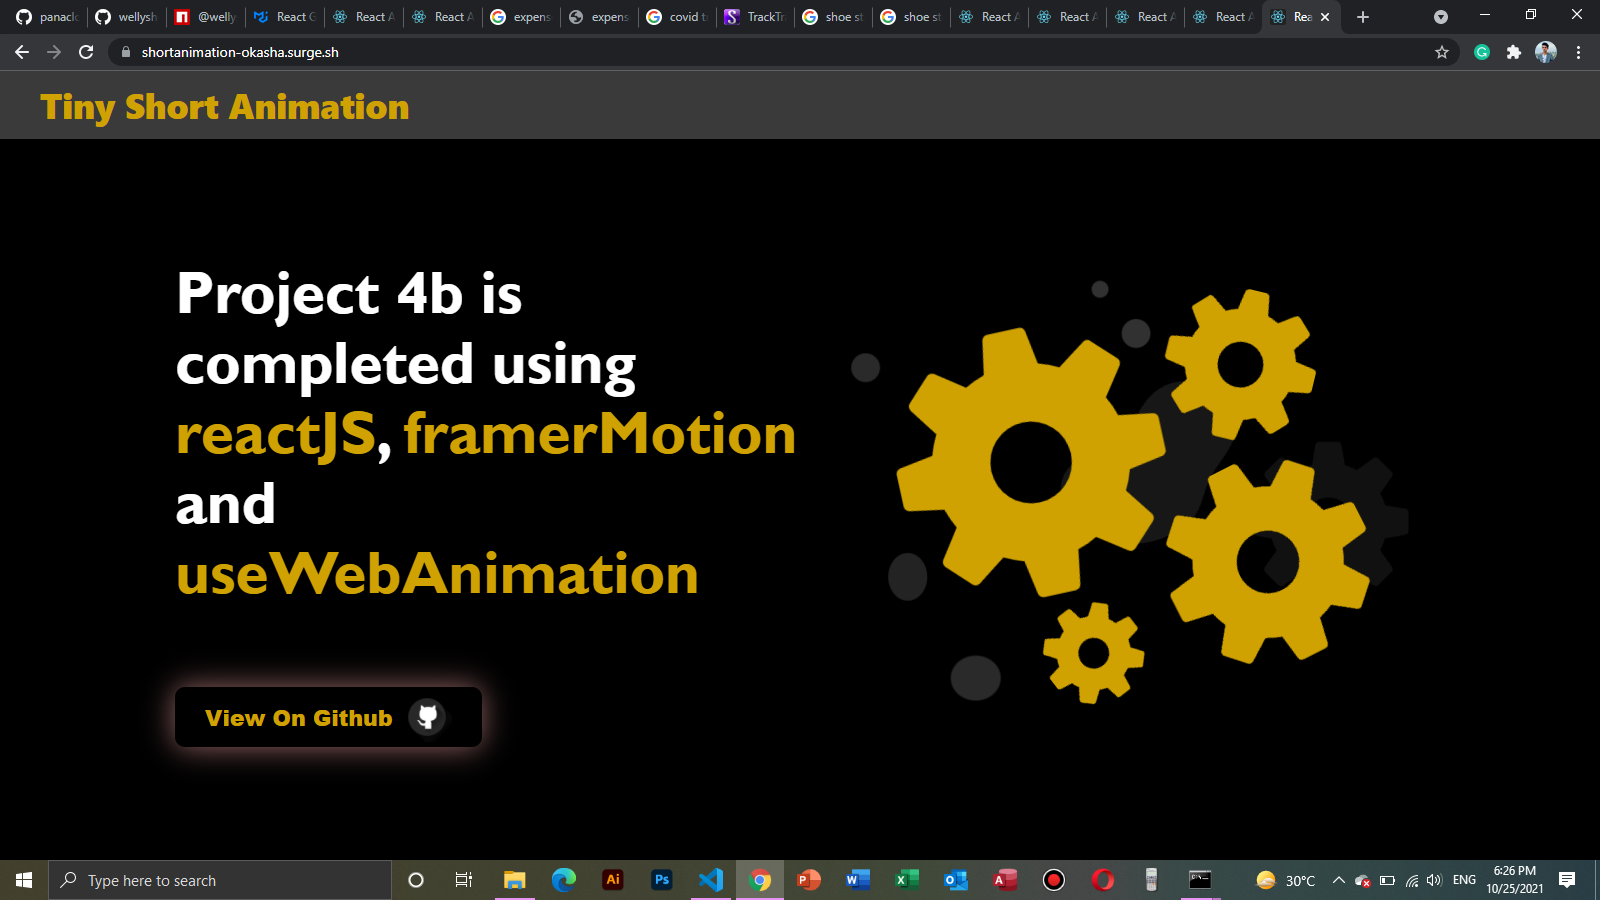 panacl
wellysh
@welly
React G
React A
React A
expens
expens
covid t
TrackTr
shoe st
shoe st
React A
React A
React A
React A
Rea
shortanimation-okasha.surge.sh
Tiny Short Animation
Project 4b is
completed using
reactJS, framerMotion
and
useWebAnimation
View On Github
Type here to search
Ai
Ps
30°C
ENG
6:26 PM
10/25/2021